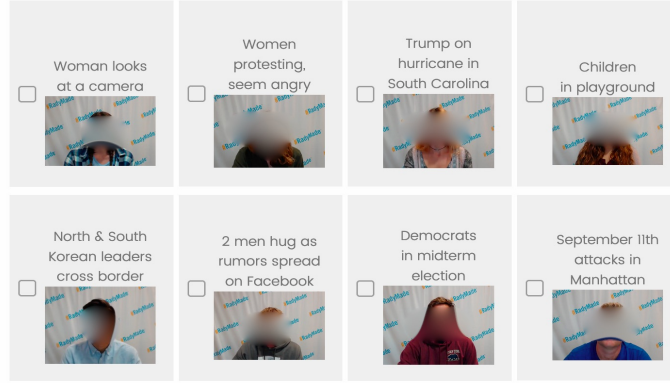 Woman looks
at a camera
Women
protesting,
seem angry
Trump on
hurricane in
South Carolina
Children
in playground
North & South
Korean leaders
cross border
2 men hug as
rumors spread
on Facebook
Democrats
in midterm
election
September 11th
attacks in
Manhattan